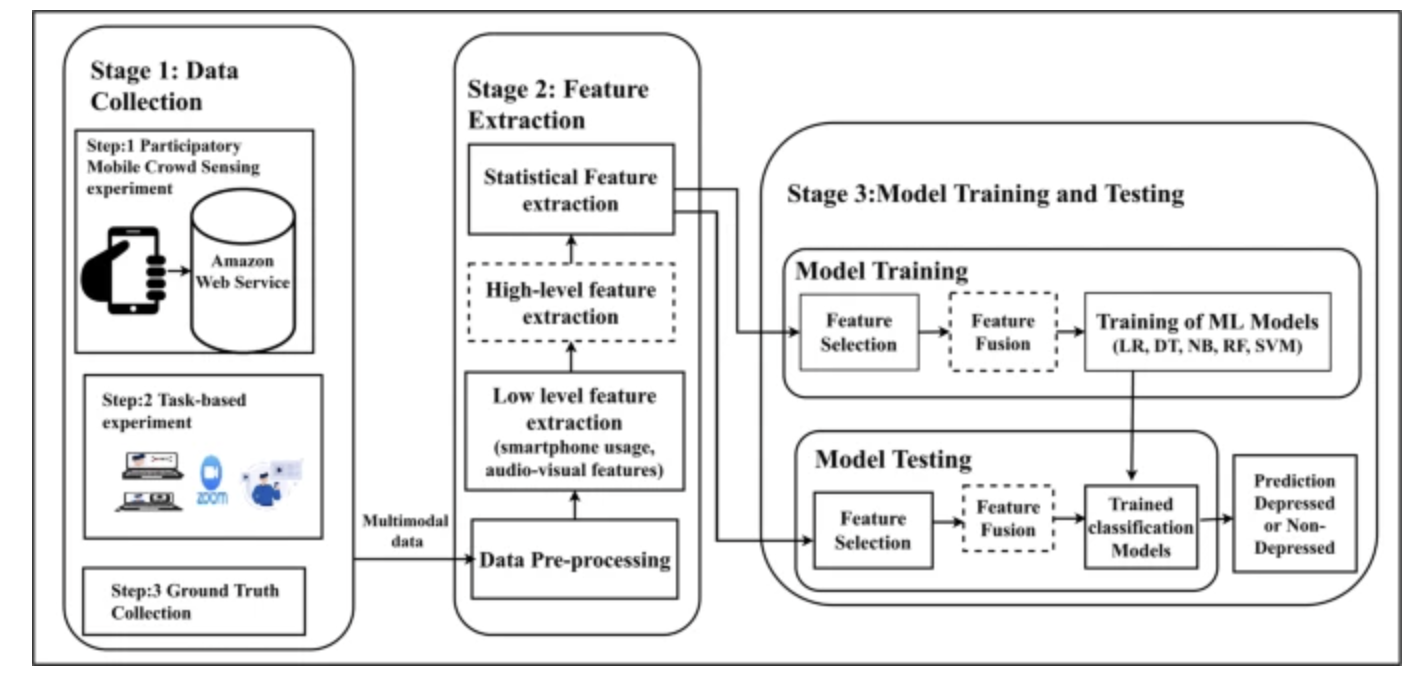 Stage 1: Data
Collection
Step:1 Participatory
Mobile Crowd Sensing
experiment
Amazon
Web Service
Step:2 Task-based
experiment
zoom
Step:3 Ground Truth
Collection
Multimodal
data
Stage 2: Feature
Extraction
Statistical Feature
extraction
High-level feature
extraction
Low level feature
extraction
(smartphone usage,
audio-visual features)
Data Pre-processing
Stage 3:Model Training and Testing
Model Training
Feature
Selection
Feature
Fusion
Training of ML Models
(LR, DT, NB, RF, SVM)
Model Testing
Feature
Selection
Feature
Fusion
Trained
classification
Models
Prediction
Depressed
or Non-
Depressed